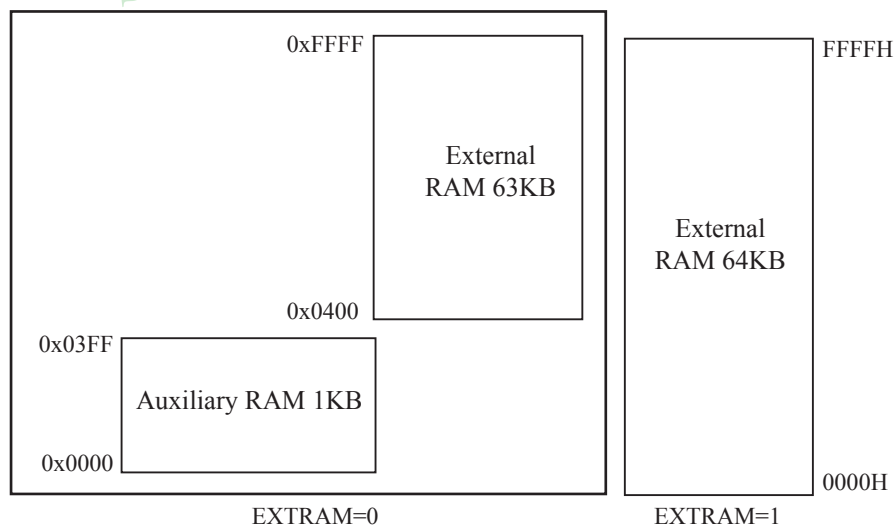 0xFFFF
External
RAM 63KB
0x0400
0x03FF
Auxiliary RAM 1KB
0x0000
EXTRAM=0
FFFFH
External
RAM 64KB
0000H
EXTRAM=1